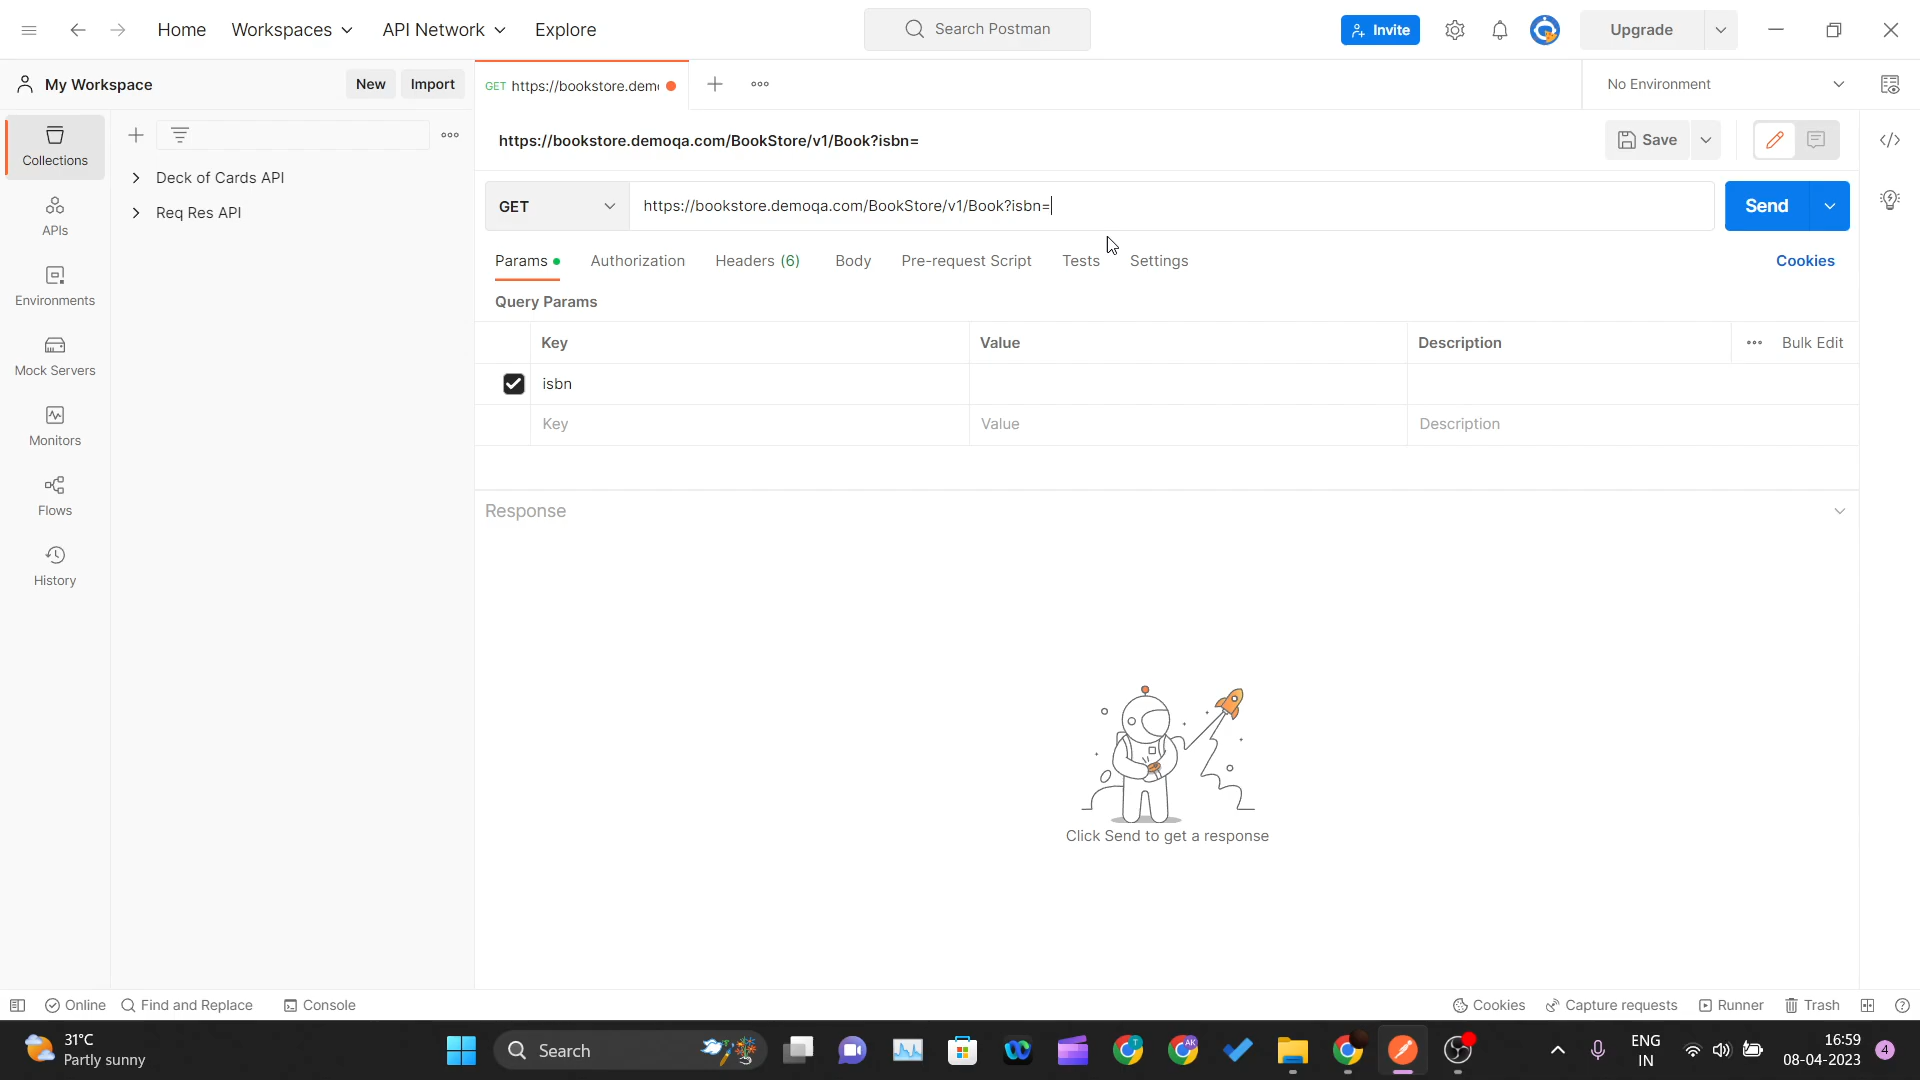 Home Workspaces API Network Explore Search Postman Invite Upgrade
My Workspace New Import GET https://bookstore.dem No Environment
https://bookstore.demoqa.com/BookStore/v1/Book?isbn= Save
Collections
Deck of Cards API
Req Res API
GET https://bookstore.demoqa.com/BookStore/v1/Book?isbn= Send
APIs
Params Authorization Headers (6) Body Pre-request Script Tests Settings Cookies
Environments
Query Params
Key Value Description Bulk Edit
Mock Servers
isbn
Key Value Description
Monitors
Flows
Response
History
Click Send to get a response
Online Find and Replace Console Cookies Capture requests Runner Trash
31°C
Partly sunny
Search
T
AK
ENG
IN
16:59
08-04-2023
4